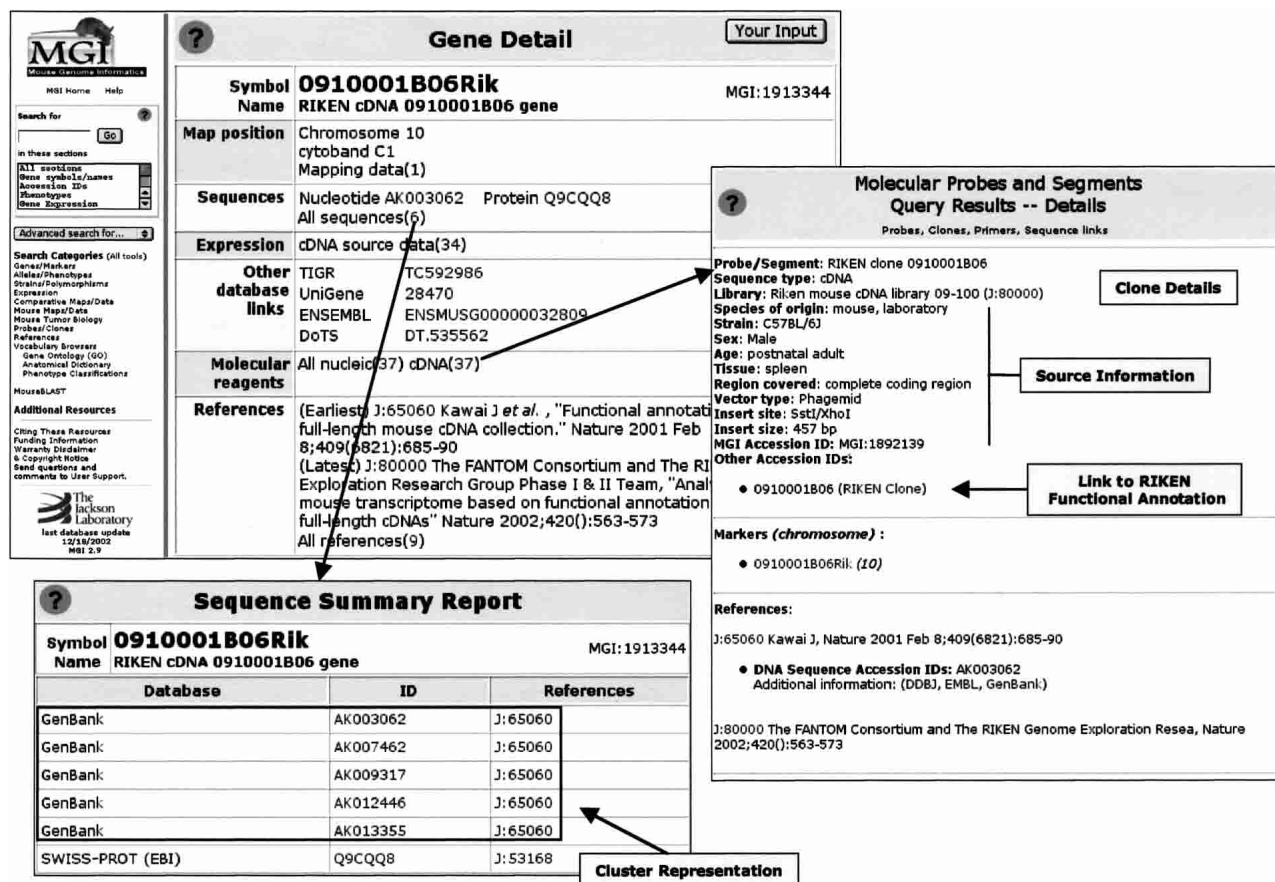 MGI
Mouse Genome Informatics
MGI Home Help
Search for
?
Go
in these sections
All sections
Gene symbols/names
Accession IDs
Phenotypes
Gene Expression
Advanced search for...
Search Categories (All tools)
Genes/Markers
Alleles/Phenotypes
Strains/Polymorphisms
Expression
Comparative Maps/Data
Mouse Maps/Data
Mouse Tumor Biology
Probes/Clones
References
Vocabulary Browsers
Gene Ontology (GO)
Anatomical Dictionary
Phenotype Classifications
MouseBLAST
Additional Resources
Citing These Resources
Funding Information
Warranty Disclaimer
& Copyright Notice
Send questions and
comments to User Support.
The
Jackson
Laboratory
last database update
12/18/2002
MGI 2.9
?
Gene Detail
Your Input
Symbol 0910001B06Rik
Name RIKEN cDNA 0910001B06 gene
MGI:1913344
Map position Chromosome 10
cytoband C1
Mapping data(1)
Sequences Nucleotide AK003062 Protein Q9CQQ8
All sequences(6)
Expression cDNA source data(34)
Other database links
TIGR TC592986
UniGene 28470
ENSEMBL ENSMUSG00000032809
DoTS DT.535562
Molecular reagents All nucleic(37) cDNA(37)
References (Earliest) J:65060 Kawai J et al. , "Functional annotati
full-length mouse cDNA collection." Nature 2001 Feb
8;409(6821):685-90
(Latest) J:80000 The FANTOM Consortium and The RI
Exploration Research Group Phase I & II Team, "Anal
mouse transcriptome based on functional annotation
full-length cDNAs" Nature 2002;420():563-573
All references(9)
?
Molecular Probes and Segments
Query Results -- Details
Probes, Clones, Primers, Sequence links
Probe/Segment: RIKEN clone 0910001B06
Sequence type: cDNA
Library: Riken mouse cDNA library 09-100 (J:80000)
Species of origin: mouse, laboratory
Strain: C57BL/6J
Sex: Male
Age: postnatal adult
Tissue: spleen
Region covered: complete coding region
Vector type: Phagemid
Insert site: SstI/XhoI
Insert size: 457 bp
MGI Accession ID: MGI:1892139
Other Accession IDs:
• 0910001B06 (RIKEN Clone)
Clone Details
Source Information
Link to RIKEN
Functional Annotation
Markers (chromosome) :
• 0910001B06Rik (10)
References:
J:65060 Kawai J, Nature 2001 Feb 8;409(6821):685-90
• DNA Sequence Accession IDs: AK003062
Additional information: (DDBJ, EMBL, GenBank)
J:80000 The FANTOM Consortium and The RIKEN Genome Exploration Resea, Nature
2002;420():563-573
?
Sequence Summary Report
Symbol 0910001B06Rik
Name RIKEN cDNA 0910001B06 gene
MGI:1913344
Database ID References
GenBank AK003062 J:65060
GenBank AK007462 J:65060
GenBank AK009317 J:65060
GenBank AK012446 J:65060
GenBank AK013355 J:65060
SWISS-PROT (EBI) Q9CQQ8 J:53168
Cluster Representation